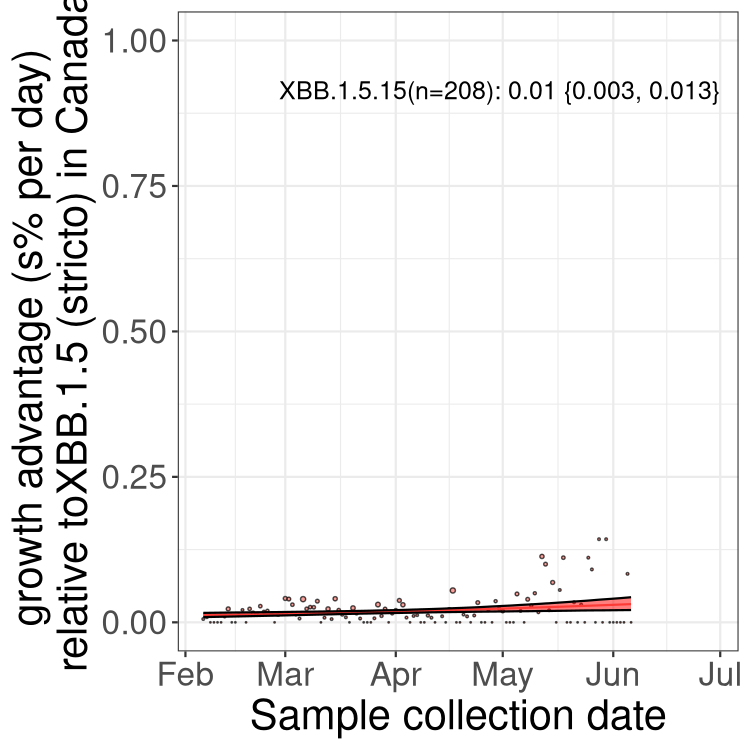 growth advantage (s% per day)
relative toXBB.1.5 (stricto) in Canada
1.00
0.75
0.50
0.25
0.00
XBB.1.5.15(n=208): 0.01 {0.003, 0.013}
Feb Mar Apr May Jun Jul
Sample collection date